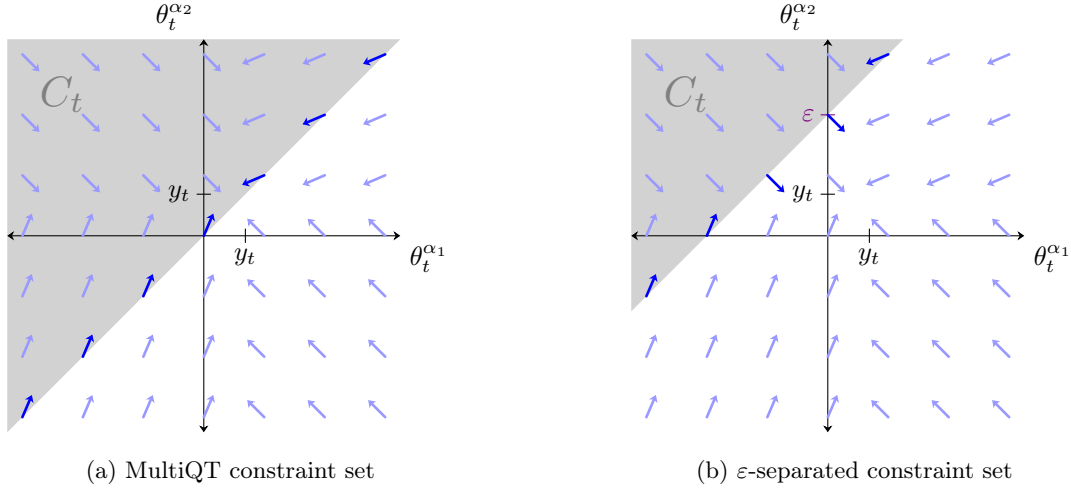 θ_t^{α_2} θ_t^{α_2}
C_t C_t
ε
y_t y_t
y_t θ_t^{α_1} y_t θ_t^{α_1}
(a) MultiQT constraint set
(b) ε-separated constraint set